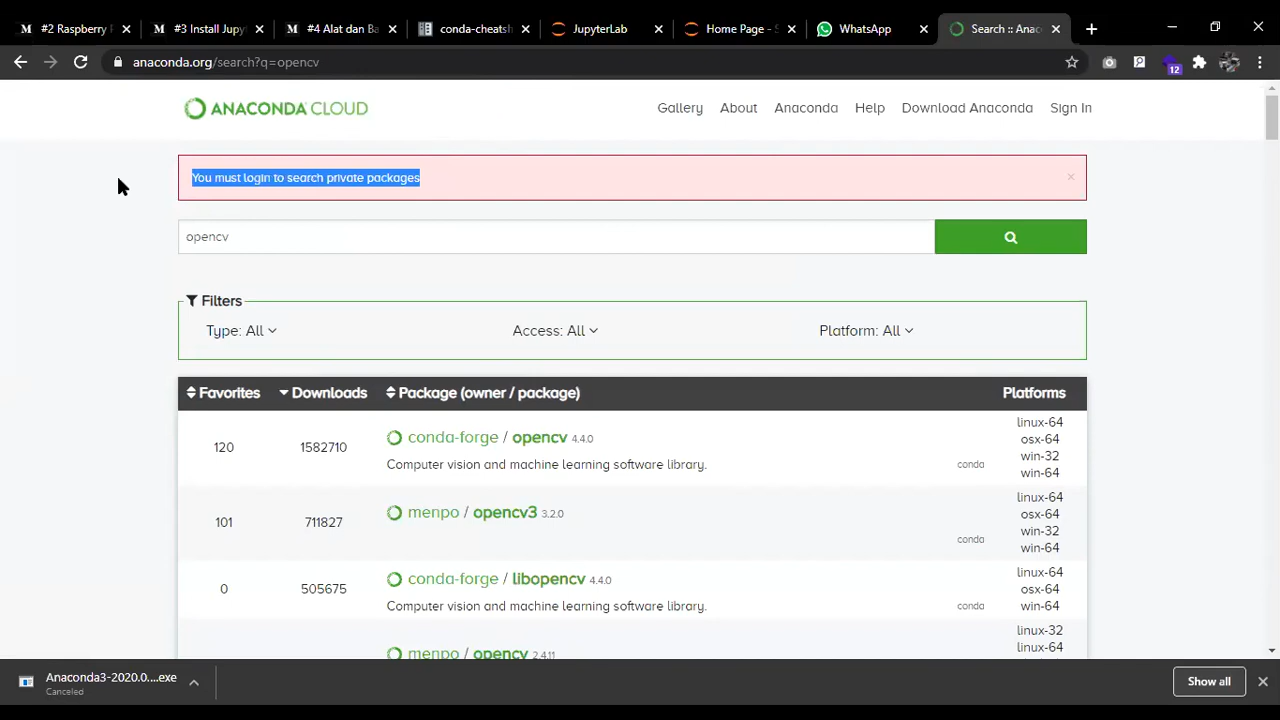 #2 Raspberry
#3 Install Jupy
#4 Alat dan Ba
conda-cheatsh
JupyterLab
Home Page - S
WhatsApp
Search :: Anac
anaconda.org/search?q=opencv
12
ANACONDA CLOUD
Gallery
About
Anaconda
Help
Download Anaconda
Sign In
You must login to search private packages
opencv
Filters
Type: All
Access: All
Platform: All
Favorites
Downloads
Package (owner / package)
Platforms
120
1582710
conda-forge / opencv 4.4.0
Computer vision and machine learning software library.
conda
linux-64
osx-64
win-32
win-64
101
711827
menpo / opencv3 3.2.0
conda
linux-64
osx-64
win-32
win-64
0
505675
conda-forge / libopencv 4.4.0
Computer vision and machine learning software library.
conda
linux-64
osx-64
win-64
menpo / opencv 2.4.11
linux-32
linux-64
Anaconda3-2020.0....exe
Canceled
Show all